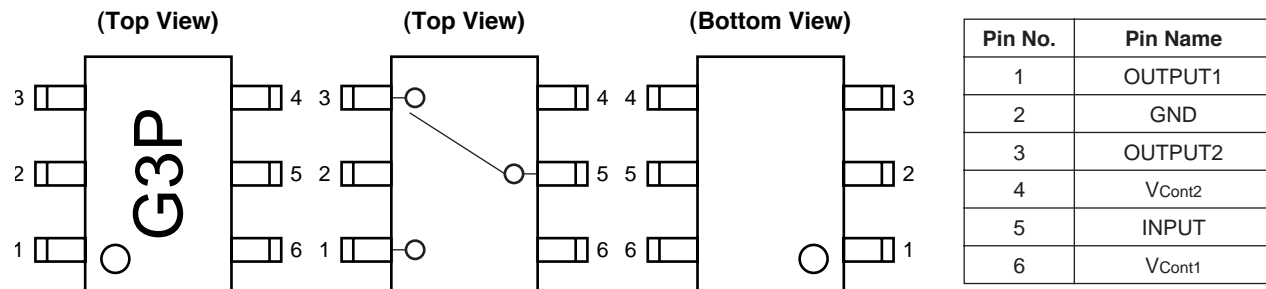 (Top View)
3
4
2
5
1
6
G3P
(Top View)
3
4
2
5
1
6
(Bottom View)
4
3
5
2
6
1
Pin No. Pin Name
1 OUTPUT1
2 GND
3 OUTPUT2
4 VCont2
5 INPUT
6 VCont1